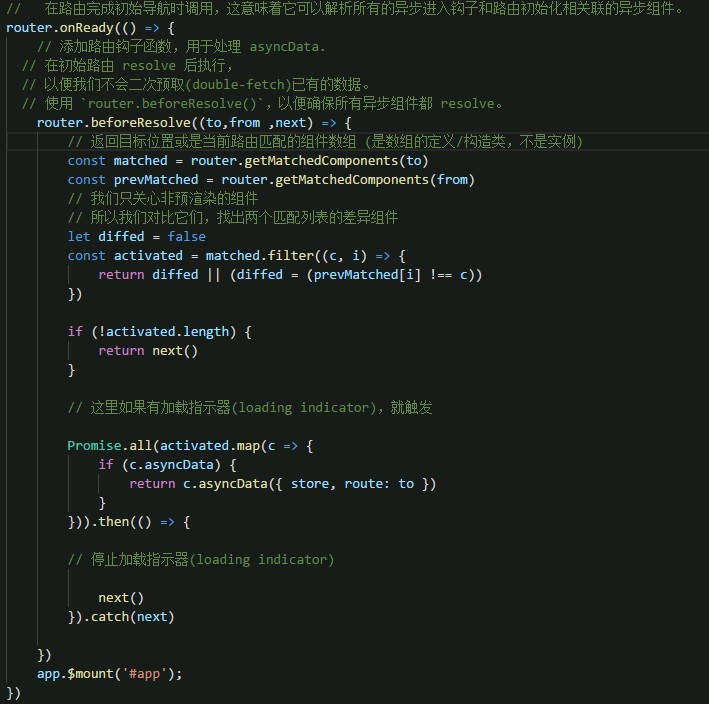 //   在路由完成初始导航时调用，这意味着它可以解析所有的异步进入钩子和路由初始化相关联的异步组件。
router.onReady(() => {
    // 添加路由钩子函数，用于处理 asyncData.
  // 在初始路由 resolve 后执行，
  // 以便我们不会二次预取(double-fetch)已有的数据。
  // 使用 `router.beforeResolve()`，以便确保所有异步组件都 resolve。
    router.beforeResolve((to,from ,next) => {
        // 返回目标位置或是当前路由匹配的组件数组 (是数组的定义/构造类，不是实例)
        const matched = router.getMatchedComponents(to)
        const prevMatched = router.getMatchedComponents(from)
        // 我们只关心非预渲染的组件
        // 所以我们对比它们，找出两个匹配列表的差异组件
        let diffed = false
        const activated = matched.filter((c, i) => {
            return diffed || (diffed = (prevMatched[i] !== c))
        })
        if (!activated.length) {
            return next()
        }
        // 这里如果有加载指示器(loading indicator)，就触发
        Promise.all(activated.map(c => {
            if (c.asyncData) {
                return c.asyncData({ store, route: to })
            }
        })).then(() => {
        // 停止加载指示器(loading indicator)
            next()
        }).catch(next)
    })
    app.$mount('#app');
})